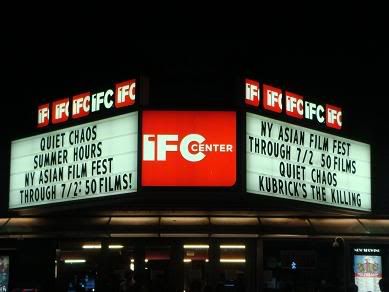 iFC iFC iFC iFC iFC
QUIET CHAOS
SUMMER HOURS
NY ASIAN FILM FEST
THROUGH 7/2: 50 FILMS!
iFC CENTER
iFC iFC iFC iFC iFC
NY ASIAN FILM FEST
THROUGH 7/2 50 FILMS
QUIET CHAOS
KUBRICK'S THE KILLING